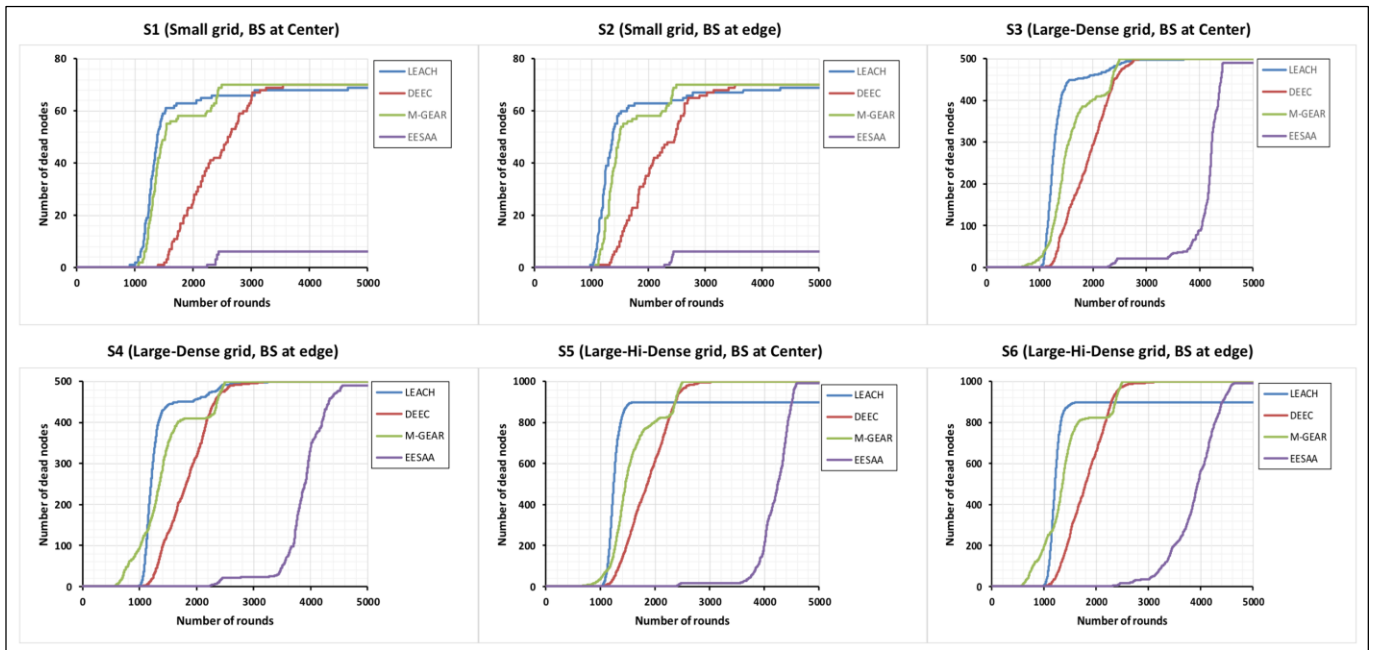 S1 (Small grid, BS at Center)
Number of dead nodes
80
60
40
20
0
0 1000 2000 3000 4000 5000
Number of rounds
LEACH
DEEC
M-GEAR
EESAA
S2 (Small grid, BS at edge)
Number of dead nodes
80
60
40
20
0
0 1000 2000 3000 4000 5000
Number of rounds
LEACH
DEEC
M-GEAR
EESAA
S3 (Large-Dense grid, BS at Center)
Number of dead nodes
500
400
300
200
100
0
0 1000 2000 3000 4000 5000
Number of rounds
LEACH
DEEC
M-GEAR
EESAA
S4 (Large-Dense grid, BS at edge)
Number of dead nodes
500
400
300
200
100
0
0 1000 2000 3000 4000 5000
Number of rounds
LEACH
DEEC
M-GEAR
EESAA
S5 (Large-Hi-Dense grid, BS at Center)
Number of dead nodes
1000
800
600
400
200
0
0 1000 2000 3000 4000 5000
Number of rounds
LEACH
DEEC
M-GEAR
EESAA
S6 (Large-Hi-Dense grid, BS at edge)
Number of dead nodes
1000
800
600
400
200
0
0 1000 2000 3000 4000 5000
Number of rounds
LEACH
DEEC
M-GEAR
EESAA